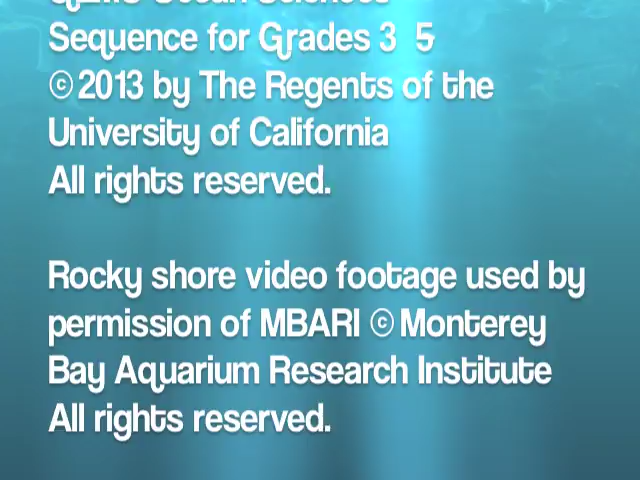 Sequence for Grades 3 5
© 2013 by The Regents of the
University of California
All rights reserved.
Rocky shore video footage used by
permission of MBARI © Monterey
Bay Aquarium Research Institute
All rights reserved.